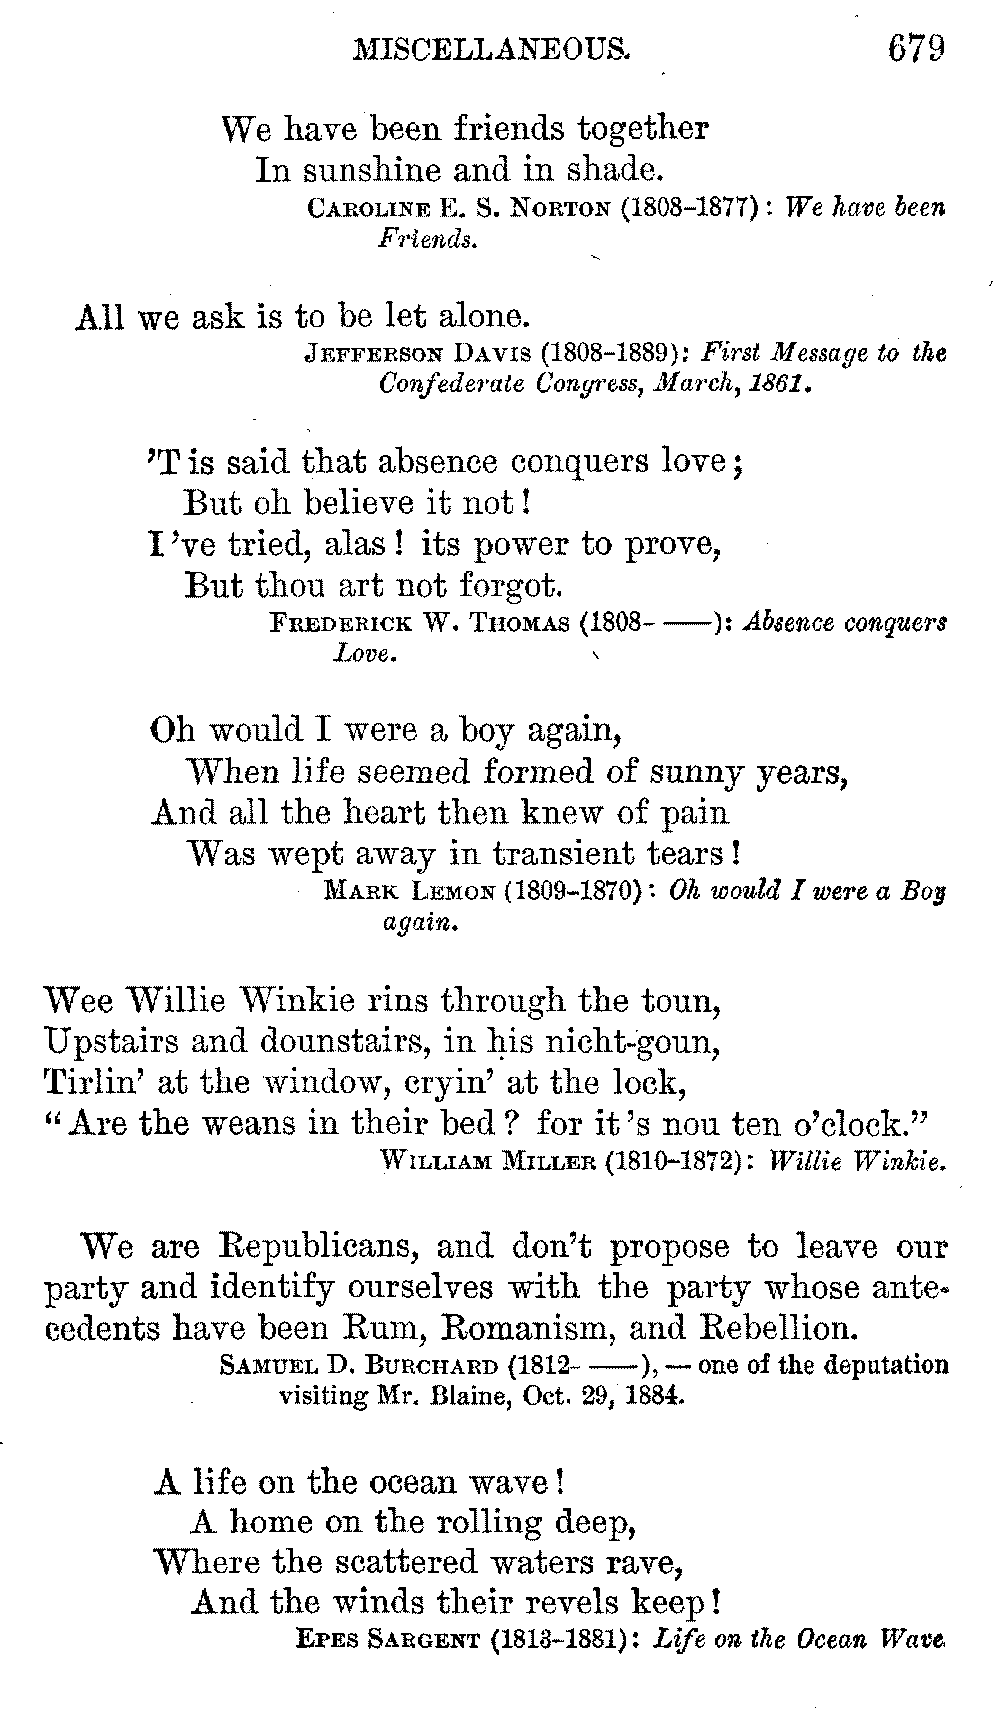 MISCELLANEOUS. 679
We have been friends together
In sunshine and in shade.
CAROLINE E. S. NORTON (1808–1877): We have been
Friends.
All we ask is to be let alone.
JEFFERSON DAVIS (1808–1889): First Message to the
Confederate Congress, March, 1861.
'T is said that absence conquers love;
But oh believe it not!
I 've tried, alas! its power to prove,
But thou art not forgot.
FREDERICK W. THOMAS (1808– ——): Absence conquers
Love.
Oh would I were a boy again,
When life seemed formed of sunny years,
And all the heart then knew of pain
Was wept away in transient tears!
MARK LEMON (1809–1870): Oh would I were a Boy
again.
Wee Willie Winkie rins through the toun,
Upstairs and dounstairs, in his nicht-goun,
Tirlin' at the window, cryin' at the lock,
"Are the weans in their bed? for it 's nou ten o'clock."
WILLIAM MILLER (1810–1872): Willie Winkie.
We are Republicans, and don't propose to leave our
party and identify ourselves with the party whose ante-
cedents have been Rum, Romanism, and Rebellion.
SAMUEL D. BURCHARD (1812– ——), — one of the deputation
visiting Mr. Blaine, Oct. 29, 1884.
A life on the ocean wave!
A home on the rolling deep,
Where the scattered waters rave,
And the winds their revels keep!
EPES SARGENT (1813–1881): Life on the Ocean Wave.